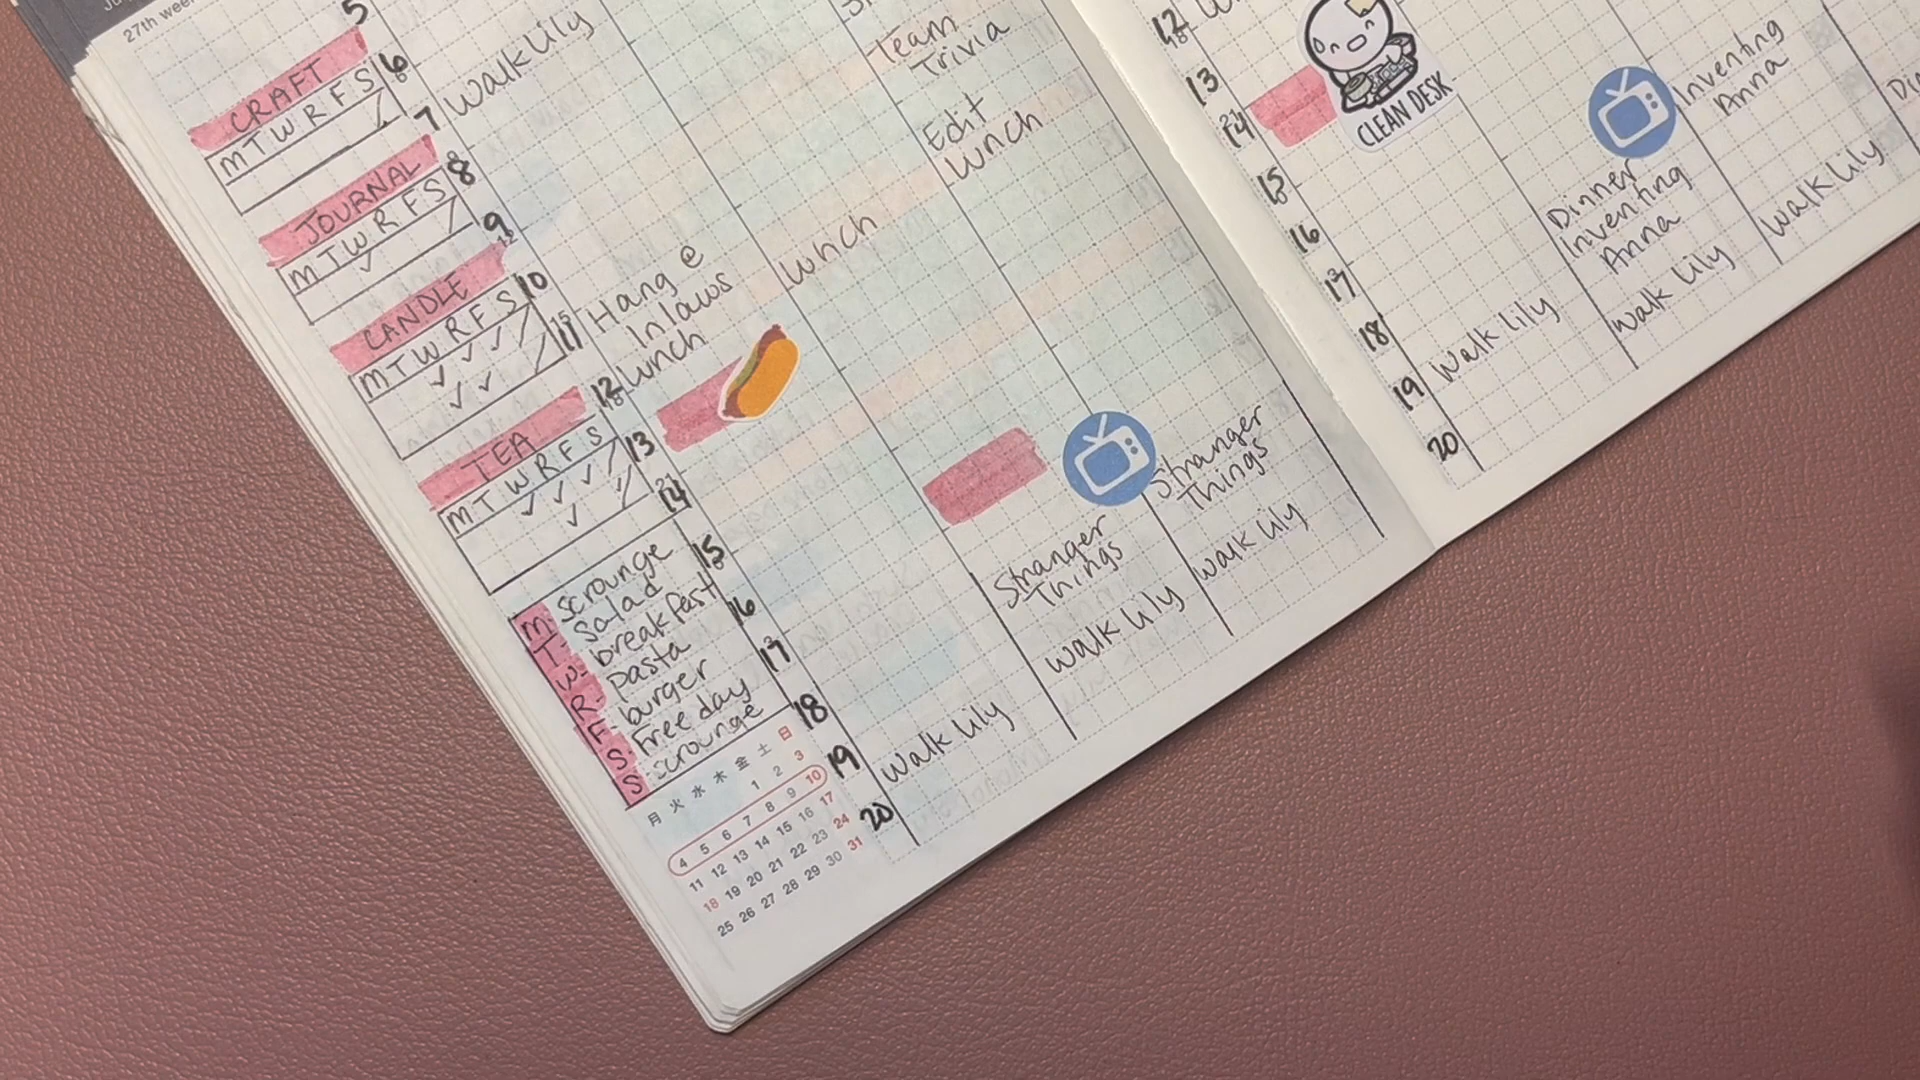 27th week
CRAFT
M T W R F S
JOURNAL
M T W R F S
CANDLE
M T W R F S
TEA
M T W R F S
M- Scrounge
T- Salad
W- breakfast
R- pasta
F- burger
S- Free day
S- scrounge
月 火 水 木 金 土 日
1 2 3
4 5 6 7 8 9 10
11 12 13 14 15 16 17
18 19 20 21 22 23 24
25 26 27 28 29 30 31
5
6
7
8
9
10
11
12
13
14
15
16
17
18
19
20
Walk Lily
Hang @
Inlaws
Lunch
Walk Lily
Lunch
Stranger
Things
Walk Lily
Team
Trivia
Edit
Lunch
Stranger
Things
Walk Lily
12
13
14
15
16
17
18
19
20
CLEAN DESK
Walk Lily
Dinner
Inventing
Anna
Walk Lily
Inventing
Anna
Walk Lily